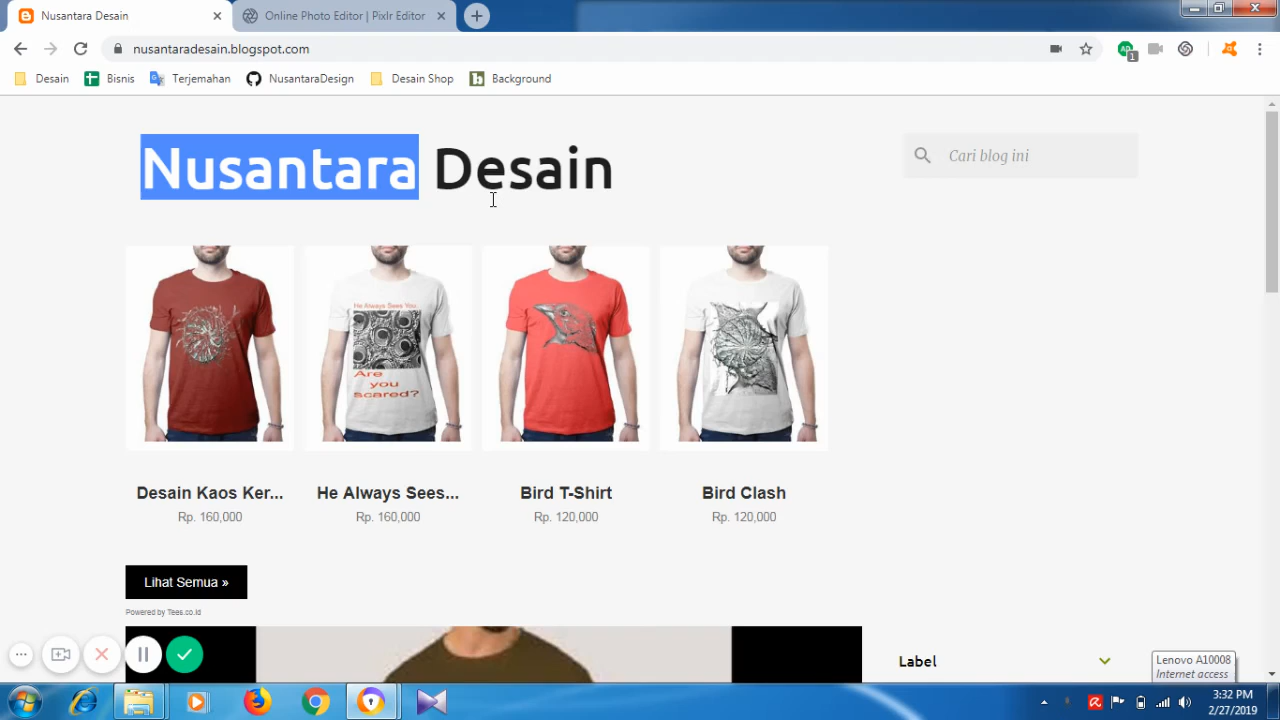 Nusantara Desain
Online Photo Editor | Pixlr Editor
nusantaradesain.blogspot.com
1
Desain
Bisnis
Terjemahan
NusantaraDesign
Desain Shop
Background
Nusantara Desain
Cari blog ini
He Always Sees You
Are
you
scared?
Desain Kaos Ker...
He Always Sees...
Bird T-Shirt
Bird Clash
Rp. 160,000
Rp. 160,000
Rp. 120,000
Rp. 120,000
Lihat Semua »
Powered by Tees.co.id
Label
Lenovo A10008
Internet access
3:32 PM
2/27/2019